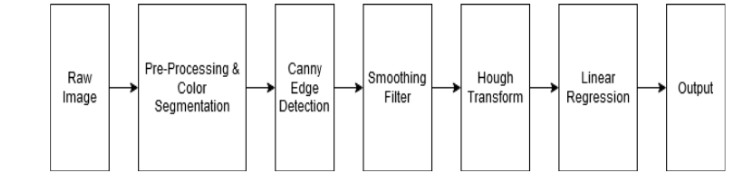 Raw
Image
Pre-Processing &
Color
Segmentation
Canny
Edge
Detection
Smoothing
Filter
Hough
Transform
Linear
Regression
Output